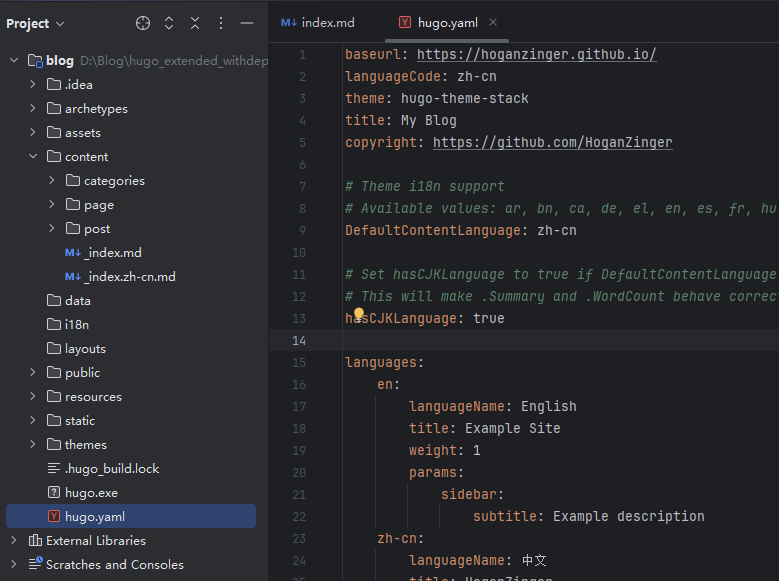 Project
blog D:\Blog\hugo_extended_withdep
.idea
archetypes
assets
content
categories
page
post
_index.md
_index.zh-cn.md
data
i18n
layouts
public
resources
static
themes
.hugo_build.lock
hugo.exe
hugo.yaml
External Libraries
Scratches and Consoles
M↓ index.md
hugo.yaml
1 baseurl: https://hoganzinger.github.io/
2 languageCode: zh-cn
3 theme: hugo-theme-stack
4 title: My Blog
5 copyright: https://github.com/HoganZinger
6
7 # Theme i18n support
8 # Available values: ar, bn, ca, de, el, en, es, fr, hu
9 DefaultContentLanguage: zh-cn
10
11 # Set hasCJKLanguage to true if DefaultContentLanguage
12 # This will make .Summary and .WordCount behave correc
13 hasCJKLanguage: true
14
15 languages:
16 en:
17 languageName: English
18 title: Example Site
19 weight: 1
20 params:
21 sidebar:
22 subtitle: Example description
23 zh-cn:
24 languageName: 中文
25 title: HoganZinger